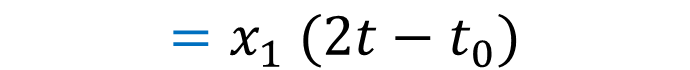 = x₁ (2t − t₀)